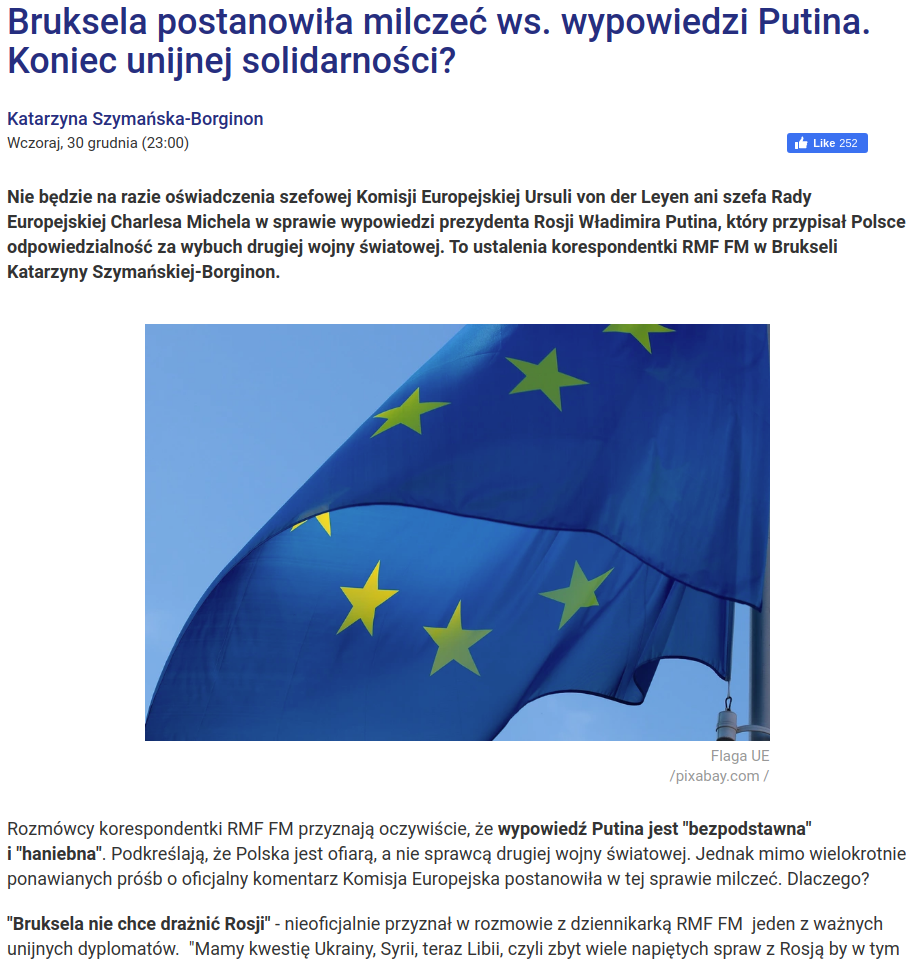 Bruksela postanowiła milczeć ws. wypowiedzi Putina.
Koniec unijnej solidarności?
Katarzyna Szymańska-Borginon
Wczoraj, 30 grudnia (23:00)
Like 252
Nie będzie na razie oświadczenia szefowej Komisji Europejskiej Ursuli von der Leyen ani szefa Rady
Europejskiej Charlesa Michela w sprawie wypowiedzi prezydenta Rosji Władimira Putina, który przypisał Polsce
odpowiedzialność za wybuch drugiej wojny światowej. To ustalenia korespondentki RMF FM w Brukseli
Katarzyny Szymańskiej-Borginon.
Flaga UE
/pixabay.com /
Rozmówcy korespondentki RMF FM przyznają oczywiście, że wypowiedź Putina jest "bezpodstawna"
i "haniebna". Podkreślają, że Polska jest ofiarą, a nie sprawcą drugiej wojny światowej. Jednak mimo wielokrotnie
ponawianych próśb o oficjalny komentarz Komisja Europejska postanowiła w tej sprawie milczeć. Dlaczego?
"Bruksela nie chce drażnić Rosji" - nieoficjalnie przyznał w rozmowie z dziennikarką RMF FM  jeden z ważnych
unijnych dyplomatów.  "Mamy kwestię Ukrainy, Syrii, teraz Libii, czyli zbyt wiele napiętych spraw z Rosją by w tym